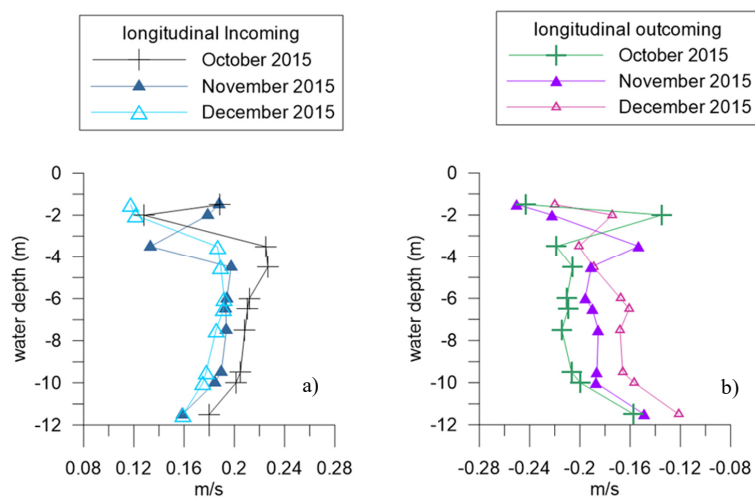 longitudinal Incoming
October 2015
November 2015
December 2015
longitudinal outcoming
October 2015
November 2015
December 2015
0
-2
-4
-6
-8
-10
-12
water depth (m)
0.08 0.12 0.16 0.2 0.24 0.28
m/s
a)
0
-2
-4
-6
-8
-10
-12
water depth (m)
-0.28 -0.24 -0.2 -0.16 -0.12 -0.08
m/s
b)